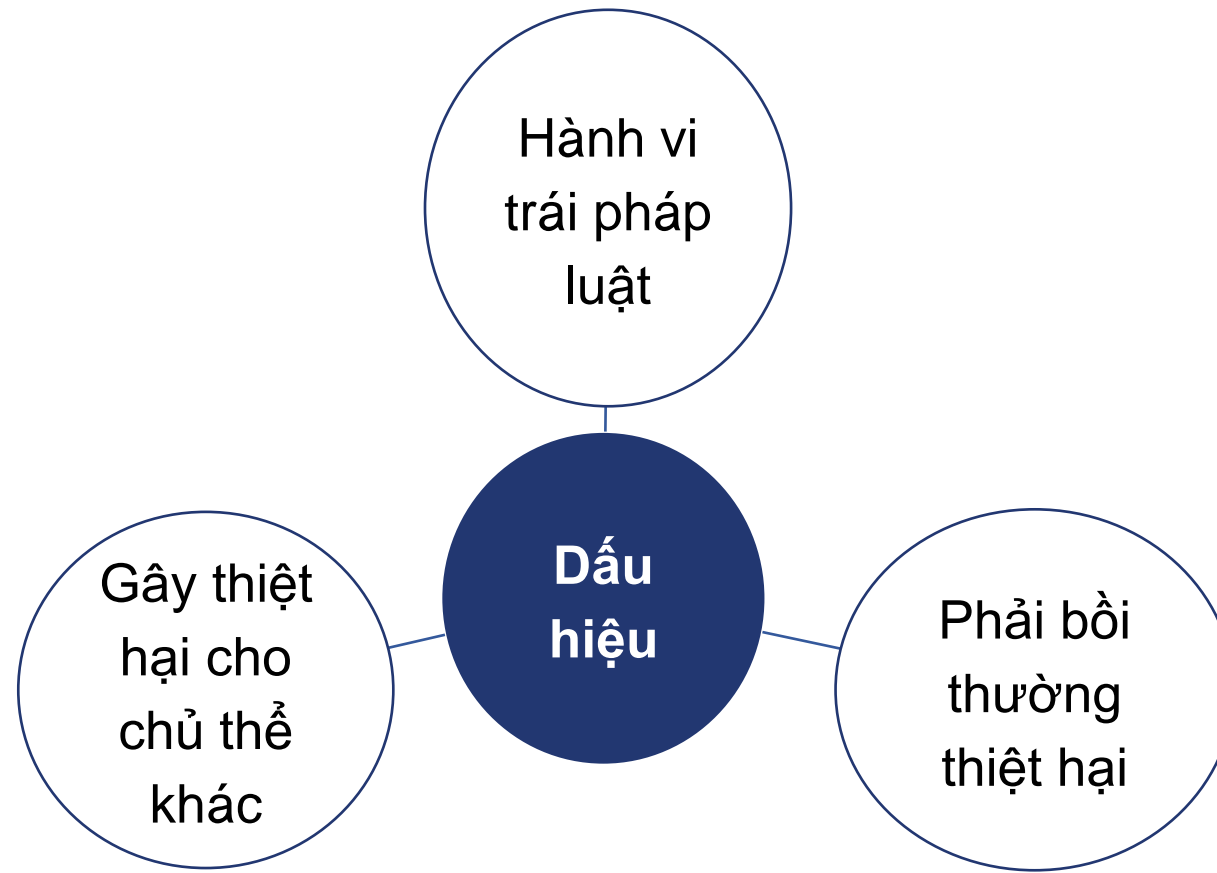 Hành vi
trái pháp
luật
Dấu
hiệu
Gây thiệt
hại cho
chủ thể
khác
Phải bồi
thường
thiệt hại